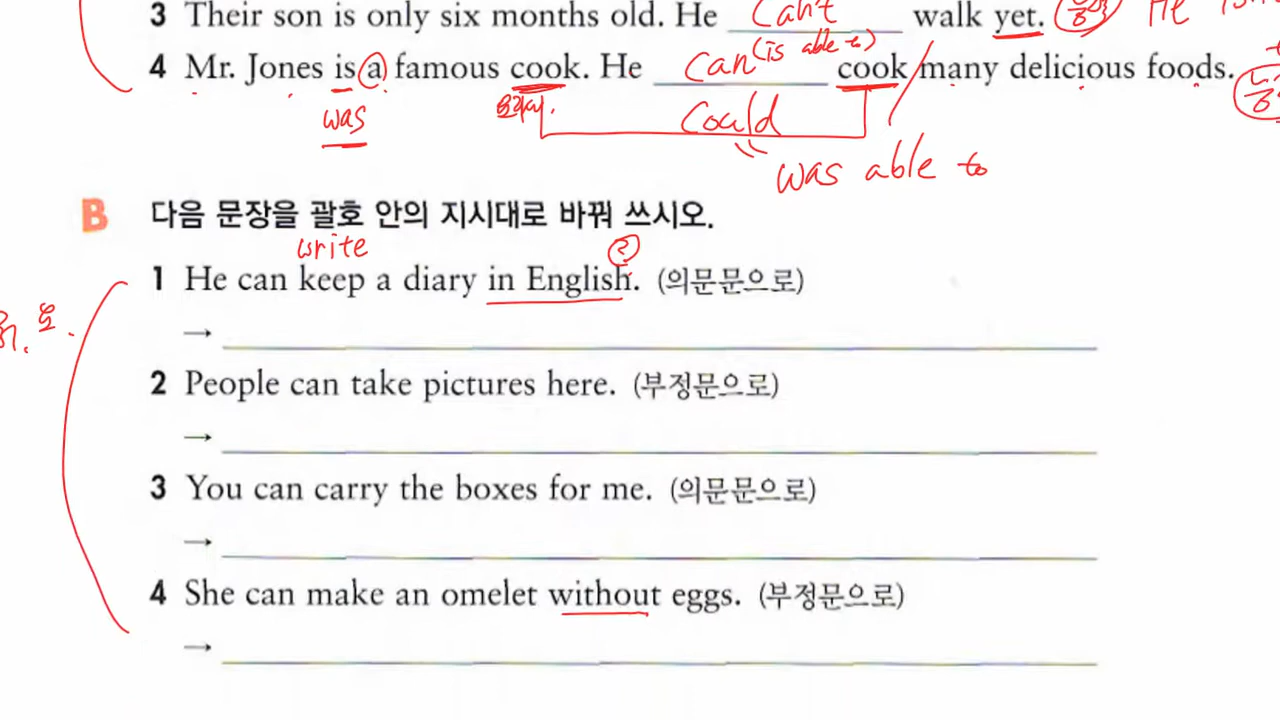 3 Their son is only six months old. He can't walk yet. He
4 Mr. Jones is a famous cook. He can (is able to) cook many delicious foods.
was 요리사. could
was able to
B 다음 문장을 괄호 안의 지시대로 바꿔 쓰시오.
write ?
1 He can keep a diary in English. (의문문으로)
→
2 People can take pictures here. (부정문으로)
→
3 You can carry the boxes for me. (의문문으로)
→
4 She can make an omelet without eggs. (부정문으로)
→